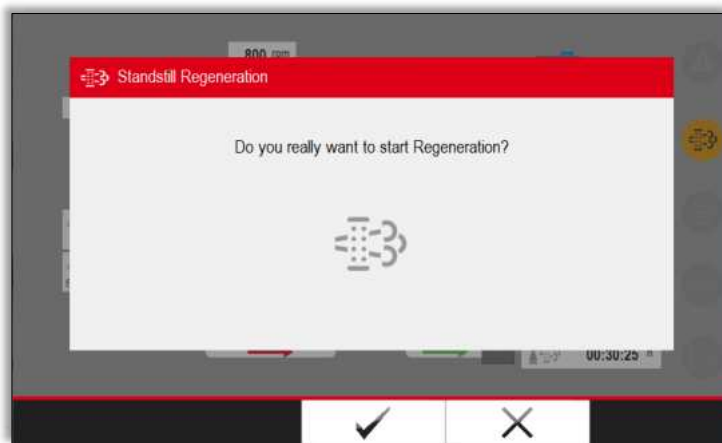 800 rpm
Standstill Regeneration
Do you really want to start Regeneration?
00:30:25 h